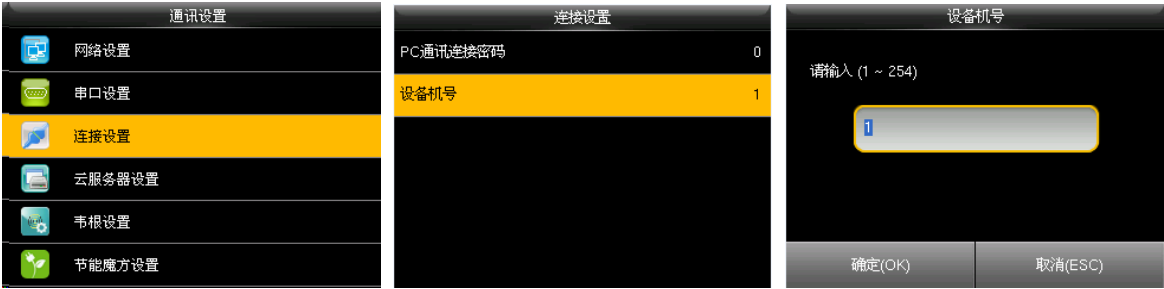 通讯设置
网络设置
串口设置
连接设置
云服务器设置
韦根设置
节能魔方设置
连接设置
PC通讯连接密码 0
设备机号 1
设备机号
请输入 (1 ~ 254)
1
确定(OK) 取消(ESC)